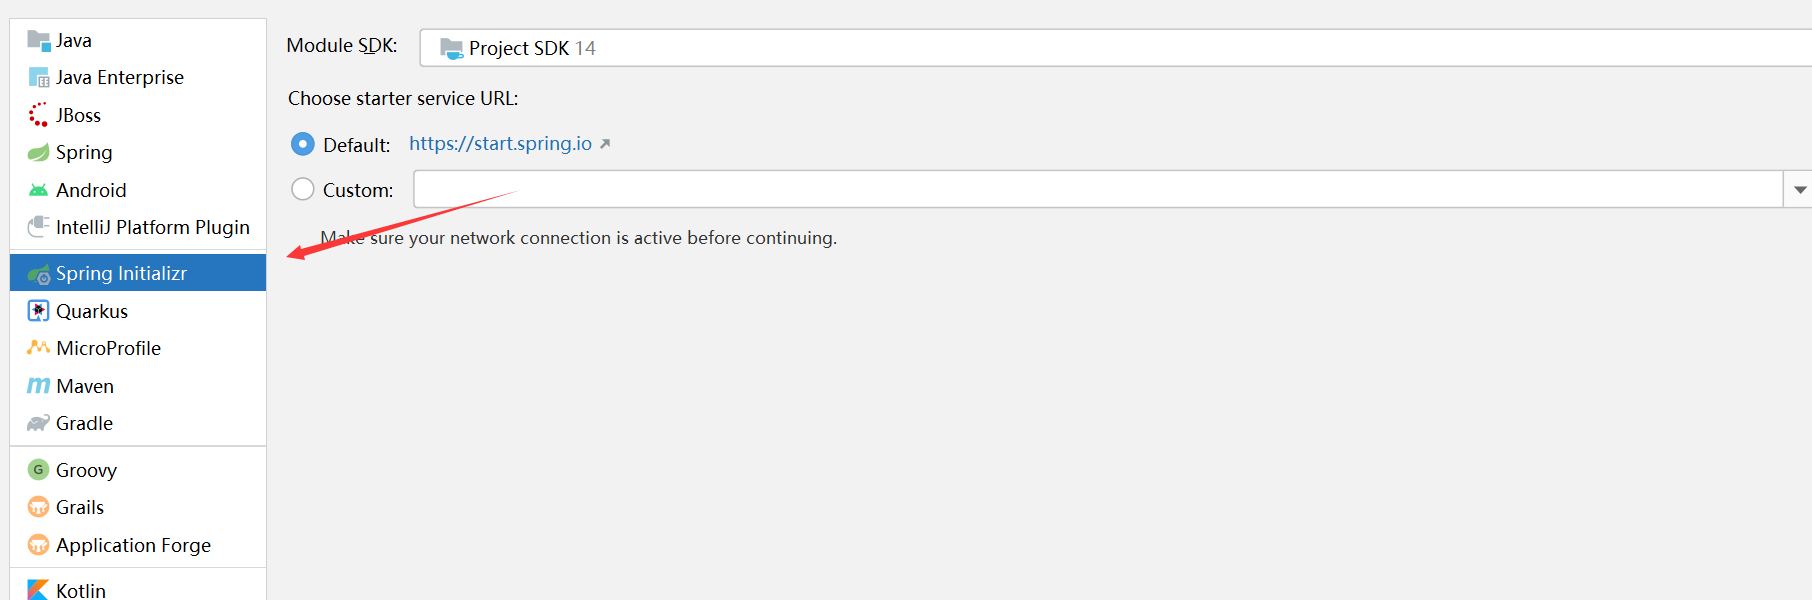 Java
Java Enterprise
JBoss
Spring
Android
IntelliJ Platform Plugin
Spring Initializr
Quarkus
MicroProfile
Maven
Gradle
Groovy
Grails
Application Forge
Kotlin
Module SDK: Project SDK 14
Choose starter service URL:
Default: https://start.spring.io
Custom:
Make sure your network connection is active before continuing.